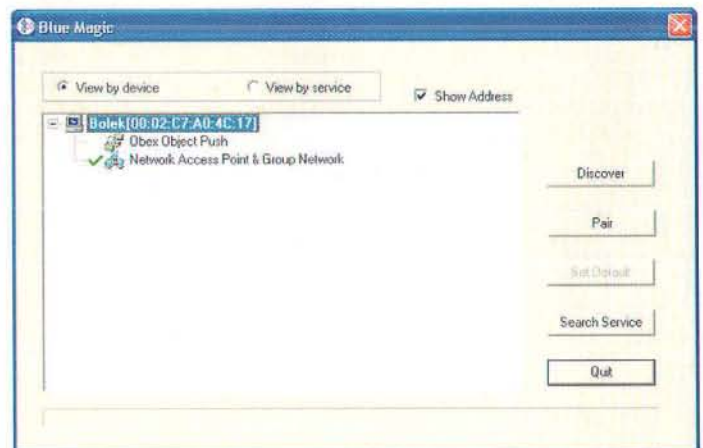 Blue Magic
View by device
View by service
Show Address
Bolek[00:02:C7:A0:4C:17]
Obex Object Push
Network Access Point & Group Network
Discover
Pair
Set Default
Search Service
Quit